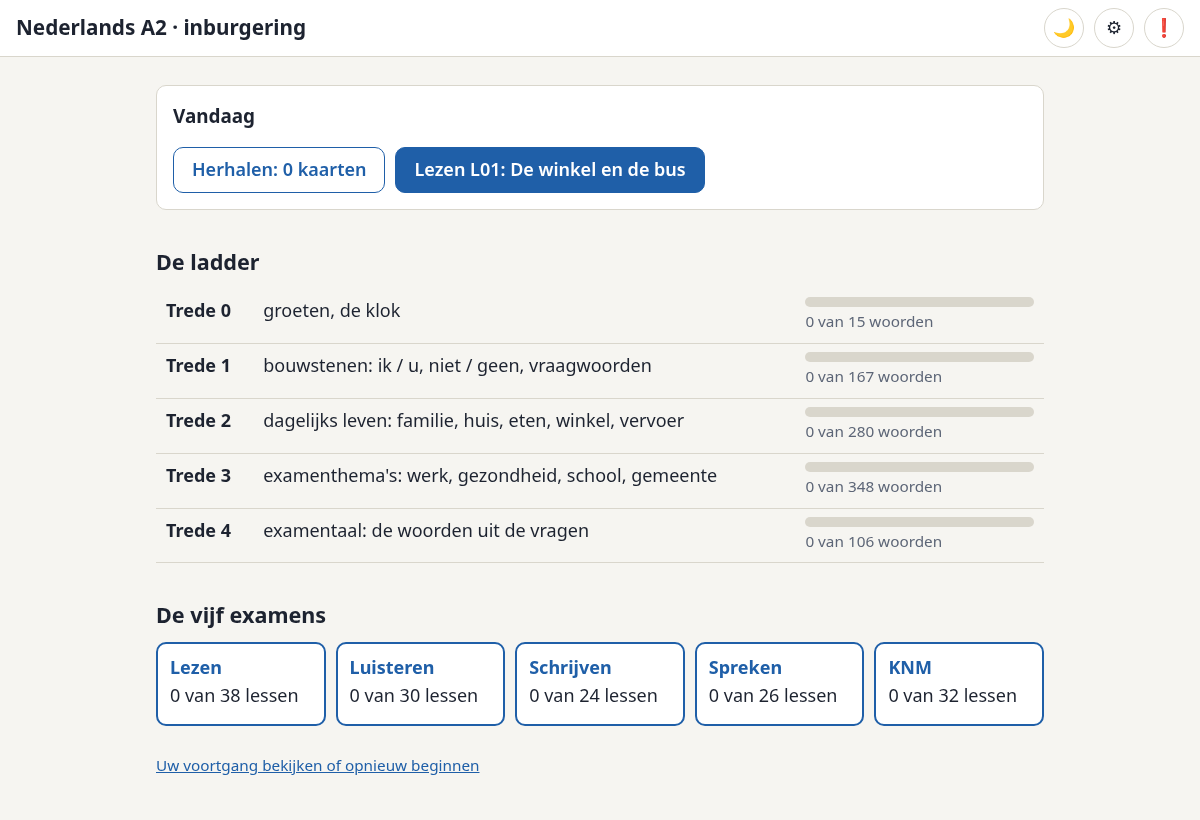 Nederlands A2 · inburgering
Vandaag
Herhalen: 0 kaarten
Lezen L01: De winkel en de bus
De ladder
Trede 0 groeten, de klok 0 van 15 woorden
Trede 1 bouwstenen: ik / u, niet / geen, vraagwoorden 0 van 167 woorden
Trede 2 dagelijks leven: familie, huis, eten, winkel, vervoer 0 van 280 woorden
Trede 3 examenthema's: werk, gezondheid, school, gemeente 0 van 348 woorden
Trede 4 examentaal: de woorden uit de vragen 0 van 106 woorden
De vijf examens
Lezen
0 van 38 lessen
Luisteren
0 van 30 lessen
Schrijven
0 van 24 lessen
Spreken
0 van 26 lessen
KNM
0 van 32 lessen
Uw voortgang bekijken of opnieuw beginnen